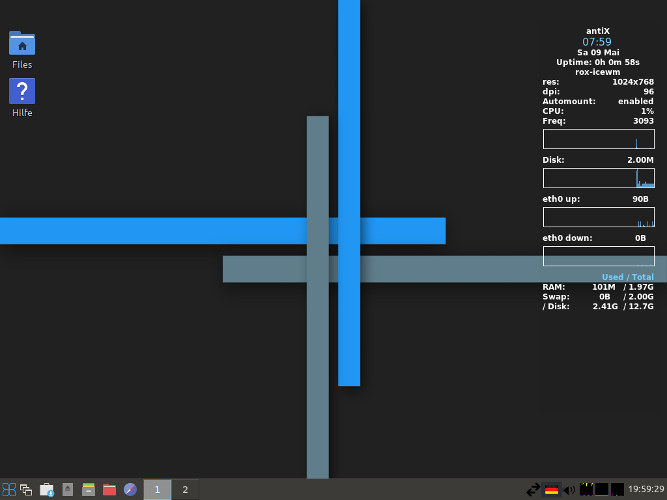 Files
Hilfe
antiX
07:59
Sa 09 Mai
Uptime: 0h 0m 58s
rox-icewm
res: 1024x768
dpi: 96
Automount: enabled
CPU: 1%
Freq: 3093
Disk: 2.00M
eth0 up: 90B
eth0 down: 0B
Used / Total
RAM: 101M / 1.97G
Swap: 0B / 2.00G
/ Disk: 2.41G / 12.7G
1 2
19:59:29